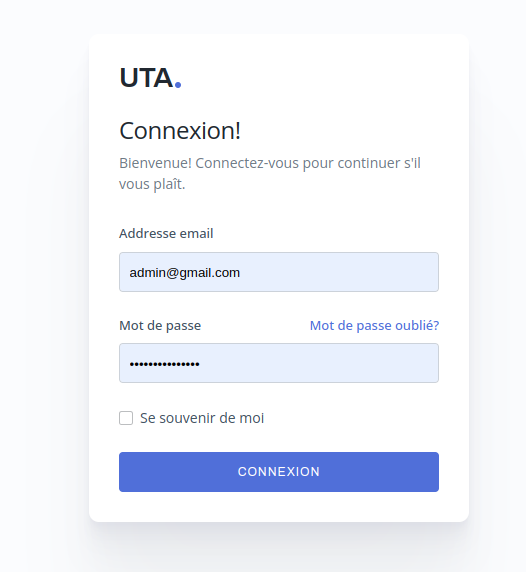 UTA.
Connexion!
Bienvenue! Connectez-vous pour continuer s'il
vous plaît.
Addresse email
admin@gmail.com
Mot de passe Mot de passe oublié?
•••••••••••••••
Se souvenir de moi
CONNEXION